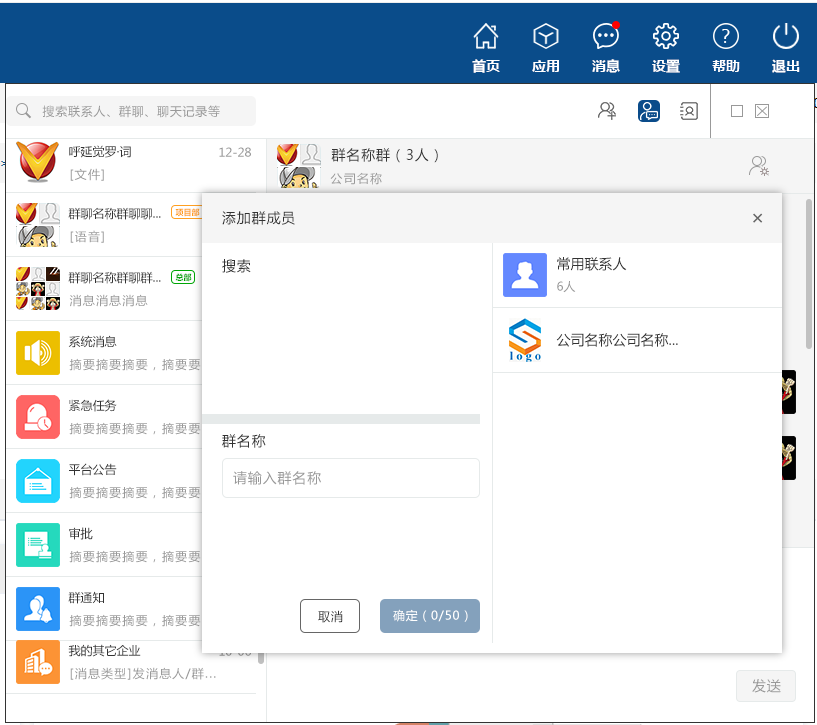 首页 应用 消息 设置 帮助 退出
搜索联系人、群聊、聊天记录等
呼延觉罗·词 12-28
[文件]
群聊名称群聊聊... 项目部
[语音]
群聊名称群聊群... 总部
消息消息消息
系统消息
摘要摘要摘要，摘要要
紧急任务
摘要摘要摘要，摘要要
平台公告
摘要摘要摘要，摘要要
审批
摘要摘要摘要，摘要要
群通知
摘要摘要摘要，摘要要
我的其它企业
[消息类型]发消息人/群...
群名称群（3人）
公司名称
添加群成员
搜索
群名称
请输入群名称
取消 确定（0/50）
常用联系人
6人
logo
公司名称公司名称...
发送